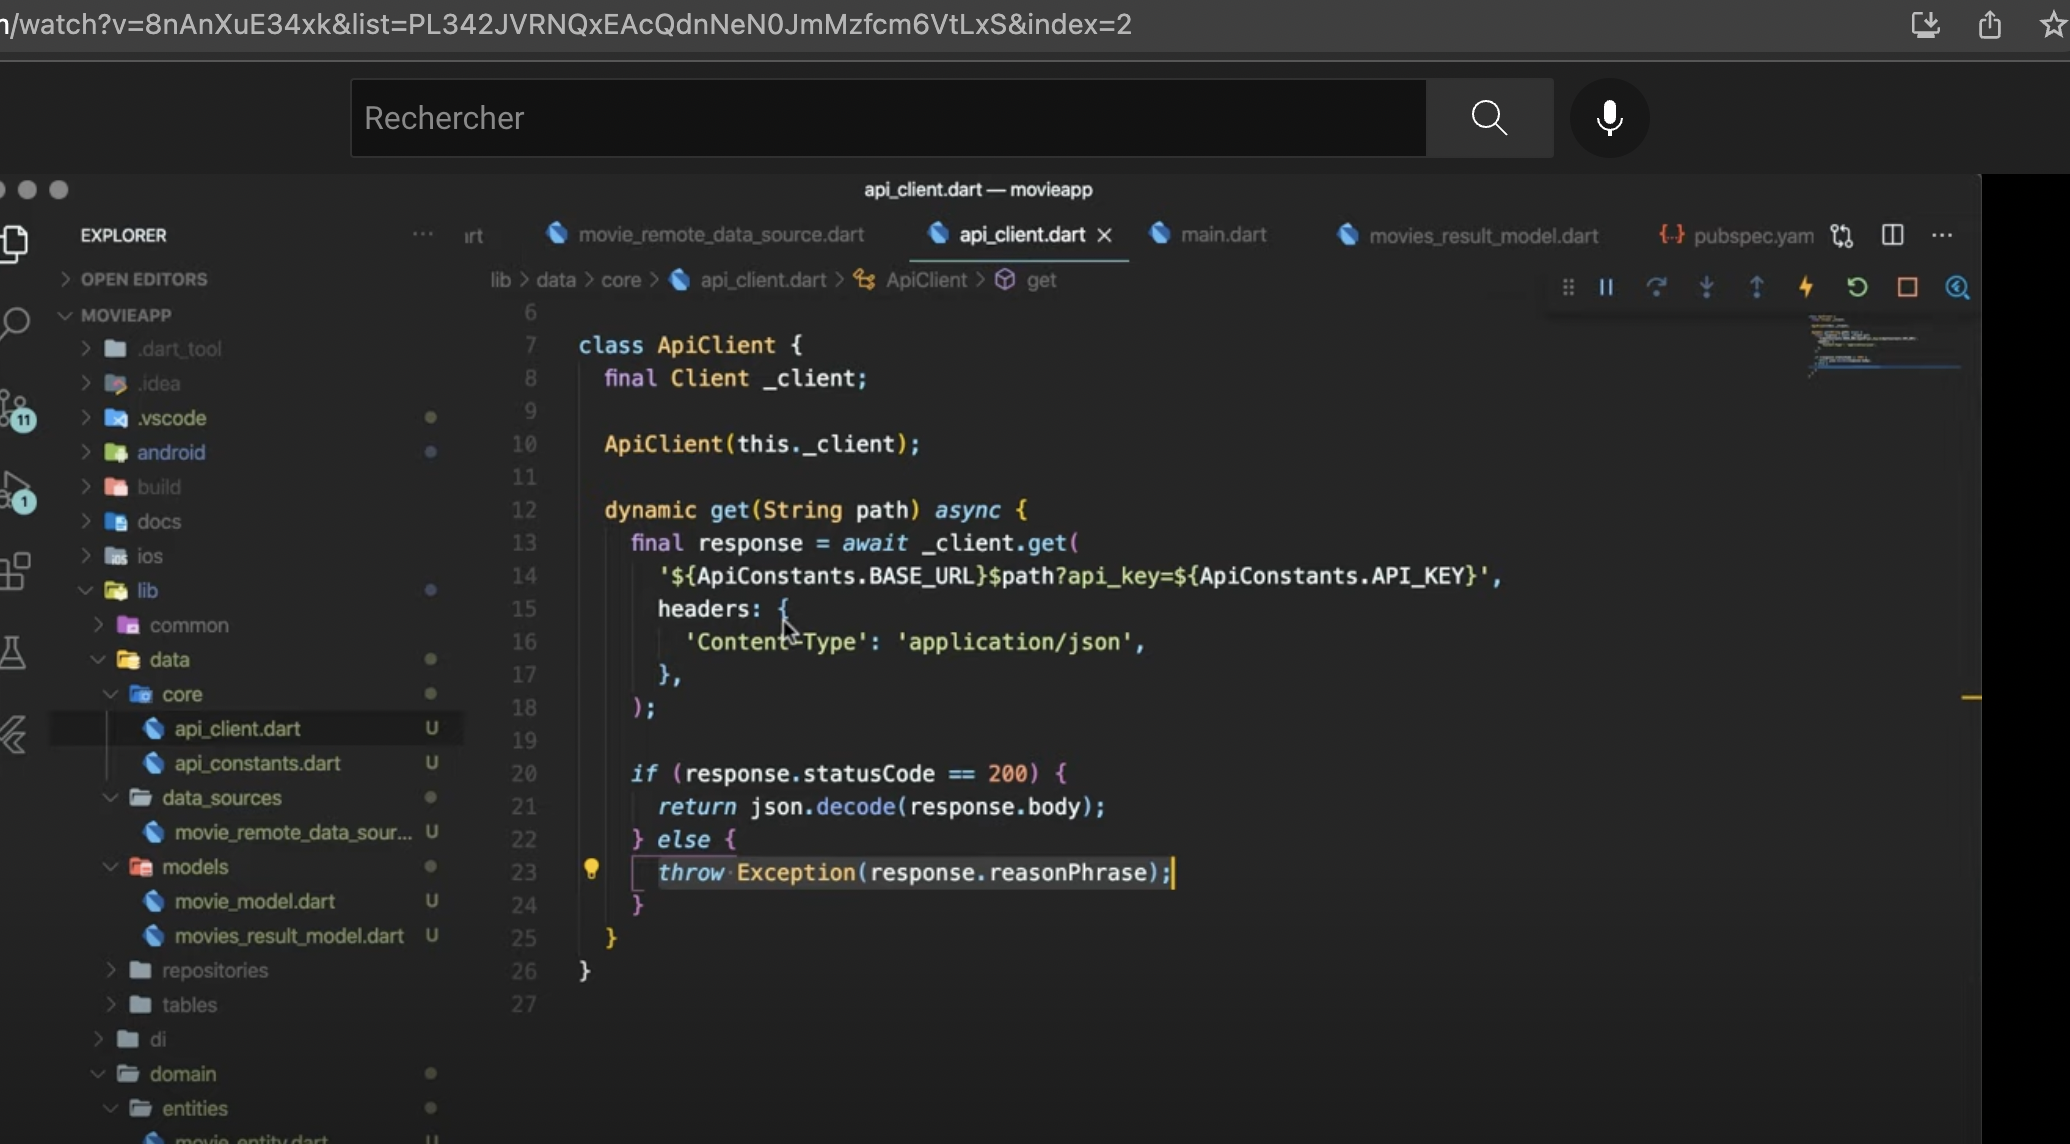 /watch?v=8nAnXuE34xk&list=PL342JVRNQxEAcQdnNeN0JmMzfcm6VtLxS&index=2
Rechercher
api_client.dart — movieapp
EXPLORER
movie_remote_data_source.dart
api_client.dart
main.dart
movies_result_model.dart
{..} pubspec.yam
OPEN EDITORS
lib > data > core > api_client.dart > ApiClient > get
MOVIEAPP
.dart_tool
.idea
.vscode
android
build
docs
ios
lib
common
data
core
api_client.dart U
api_constants.dart U
data_sources
movie_remote_data_sour... U
models
movie_model.dart U
movies_result_model.dart U
repositories
tables
di
domain
entities
movie_entity.dart U
11
1
6
7 class ApiClient {
8 final Client _client;
9
10 ApiClient(this._client);
11
12 dynamic get(String path) async {
13 final response = await _client.get(
14 '${ApiConstants.BASE_URL}$path?api_key=${ApiConstants.API_KEY}',
15 headers: {
16 'Content-Type': 'application/json',
17 },
18 );
19
20 if (response.statusCode == 200) {
21 return json.decode(response.body);
22 } else {
23 throw Exception(response.reasonPhrase);
24 }
25 }
26 }
27